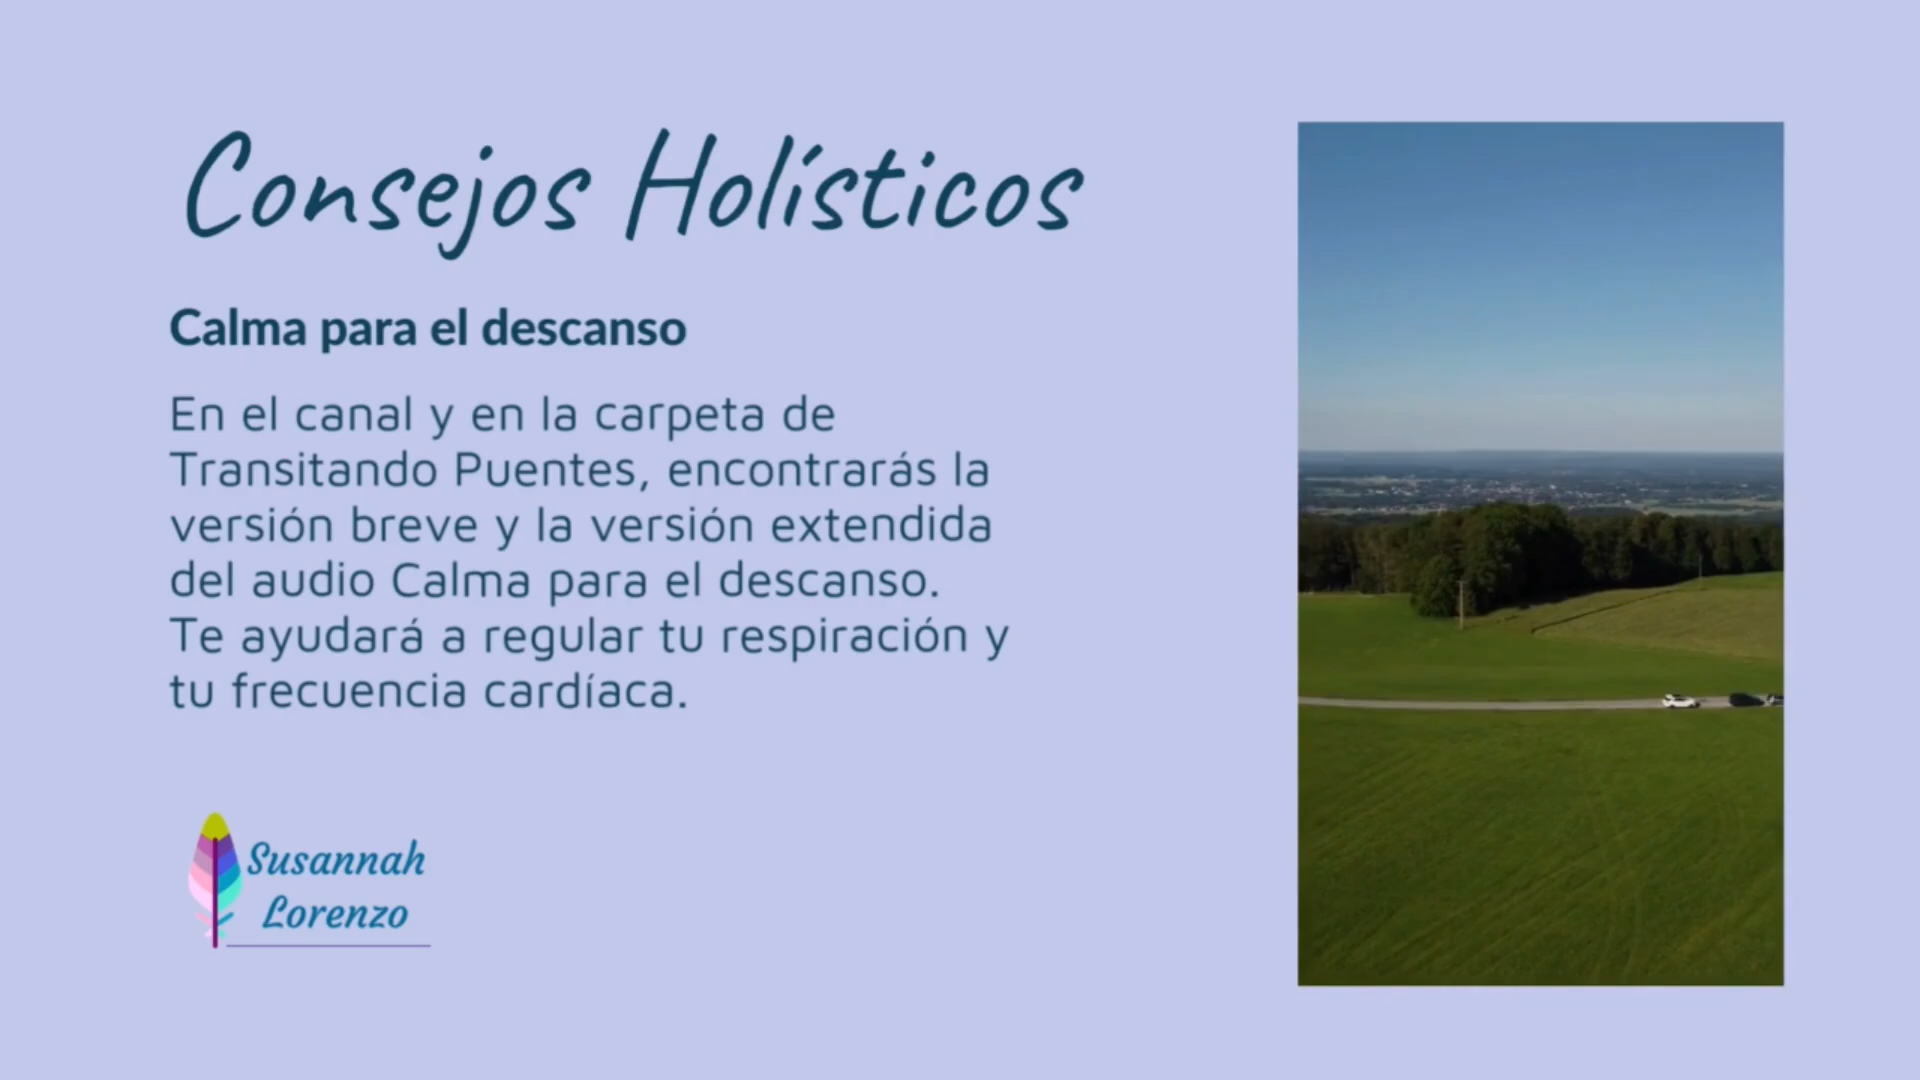 Consejos Holísticos
Calma para el descanso
En el canal y en la carpeta de
Transitando Puentes, encontrarás la
versión breve y la versión extendida
del audio Calma para el descanso.
Te ayudará a regular tu respiración y
tu frecuencia cardíaca.
Susannah
Lorenzo